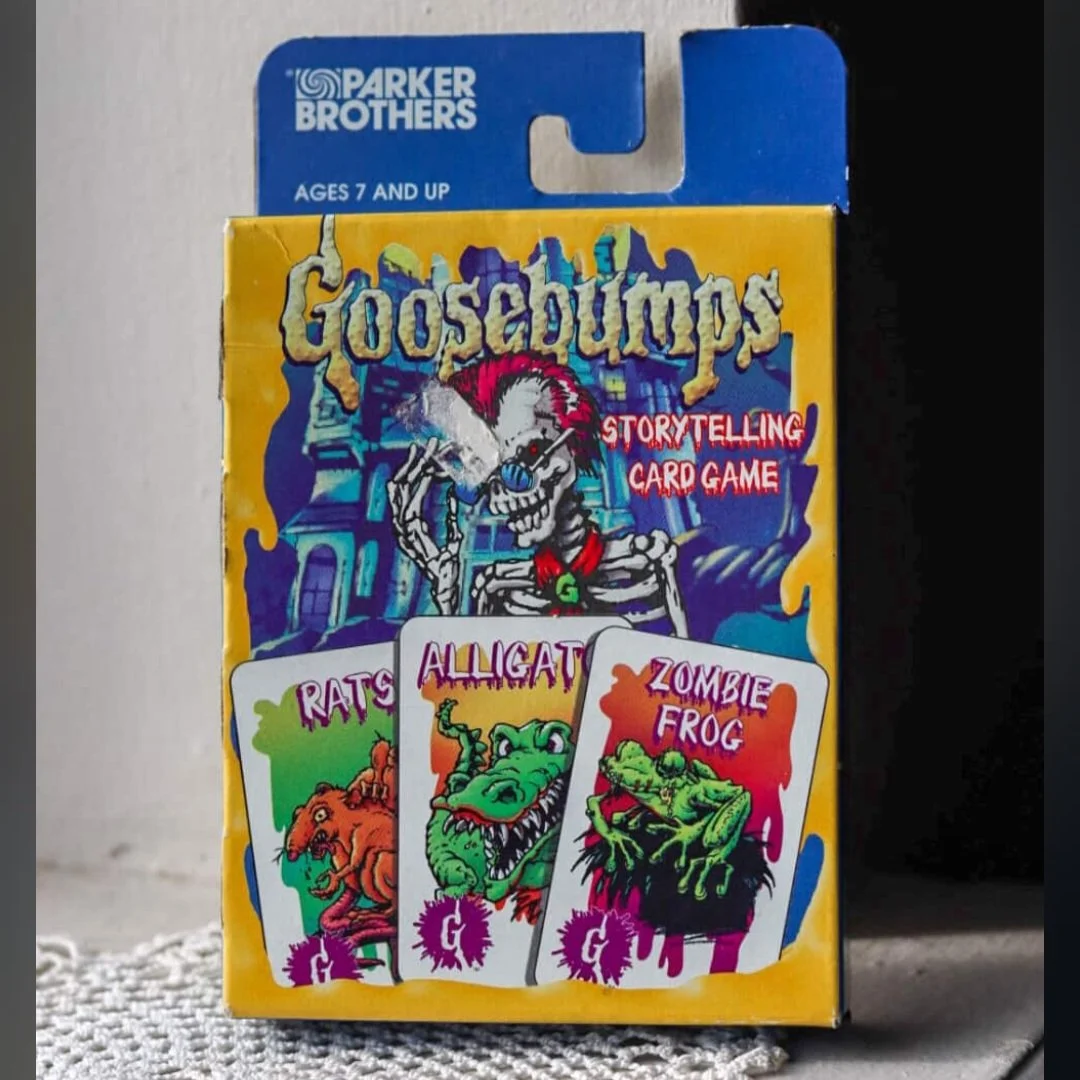 PARKER
BROTHERS
AGES 7 AND UP
Goosebumps
STORYTELLING
CARD GAME
G
RATS
ALLIGAT
ZOMBIE
FROG
G
G
G